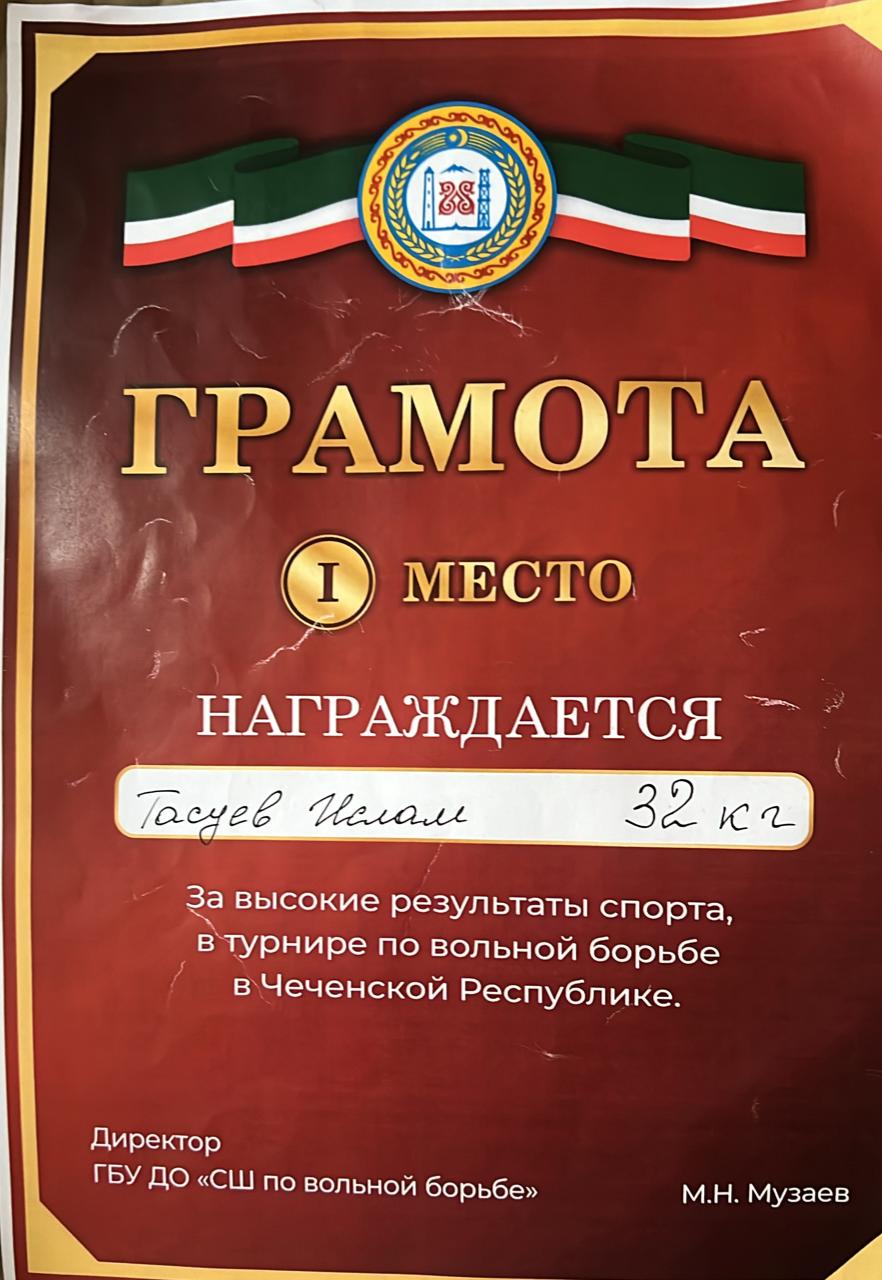 ГРАМОТА
I МЕСТО
НАГРАЖДАЕТСЯ
Тасуев Ислам 32 кг
За высокие результаты спорта,
в турнире по вольной борьбе
в Чеченской Республике.
Директор
ГБУ ДО «СШ по вольной борьбе»
М.Н. Музаев